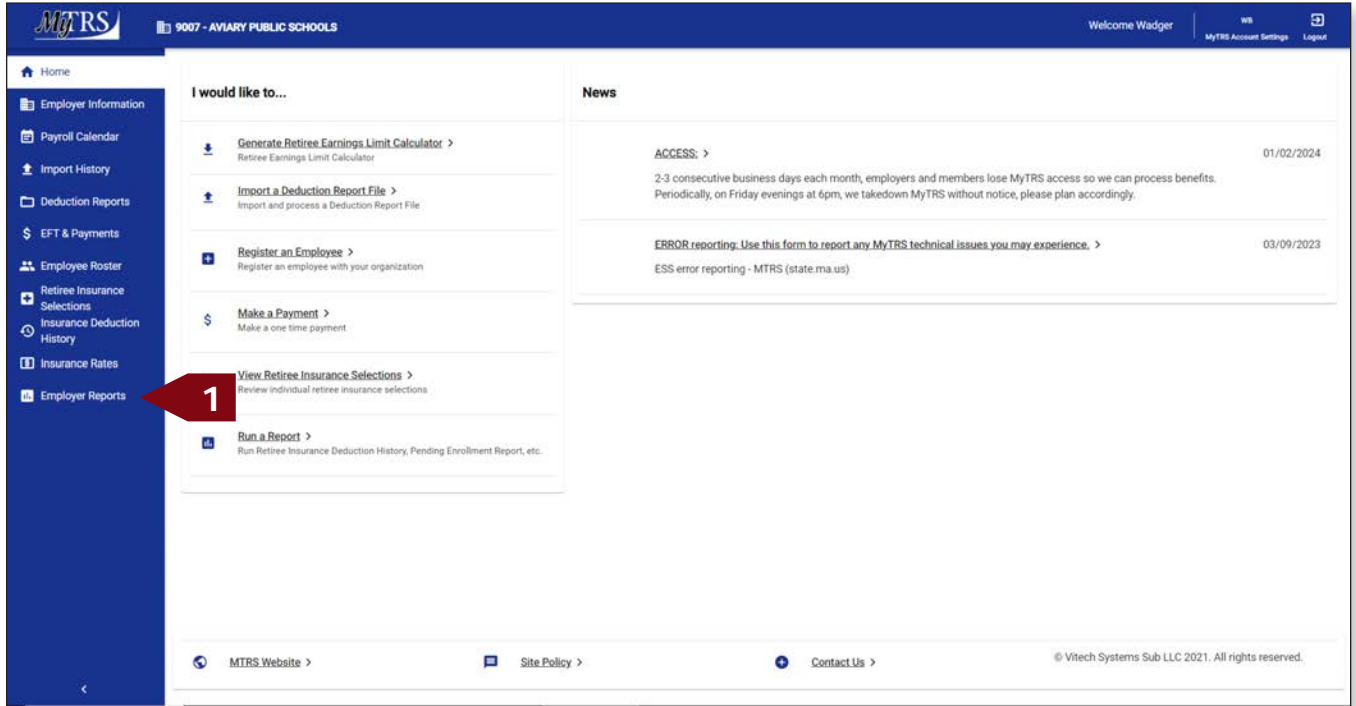 MyTRS
9007 - AVIARY PUBLIC SCHOOLS
Welcome Wadger
WB
MyTRS Account Settings
Logout
Home
Employer Information
Payroll Calendar
Import History
Deduction Reports
$ EFT & Payments
Employee Roster
Retiree Insurance
Selections
Insurance Deduction
History
Insurance Rates
Employer Reports
1
<
I would like to...
Generate Retiree Earnings Limit Calculator >
Retiree Earnings Limit Calculator
Import a Deduction Report File >
Import and process a Deduction Report File
Register an Employee >
Register an employee with your organization
$ Make a Payment >
Make a one time payment
View Retiree Insurance Selections >
Review individual retiree insurance selections
Run a Report >
Run Retiree Insurance Deduction History, Pending Enrollment Report, etc.
News
ACCESS: > 01/02/2024
2-3 consecutive business days each month, employers and members lose MyTRS access so we can process benefits.
Periodically, on Friday evenings at 6pm, we takedown MyTRS without notice, please plan accordingly.
ERROR reporting: Use this form to report any MyTRS technical issues you may experience. > 03/09/2023
ESS error reporting - MTRS (state.ma.us)
MTRS Website >
Site Policy >
Contact Us >
© Vitech Systems Sub LLC 2021. All rights reserved.